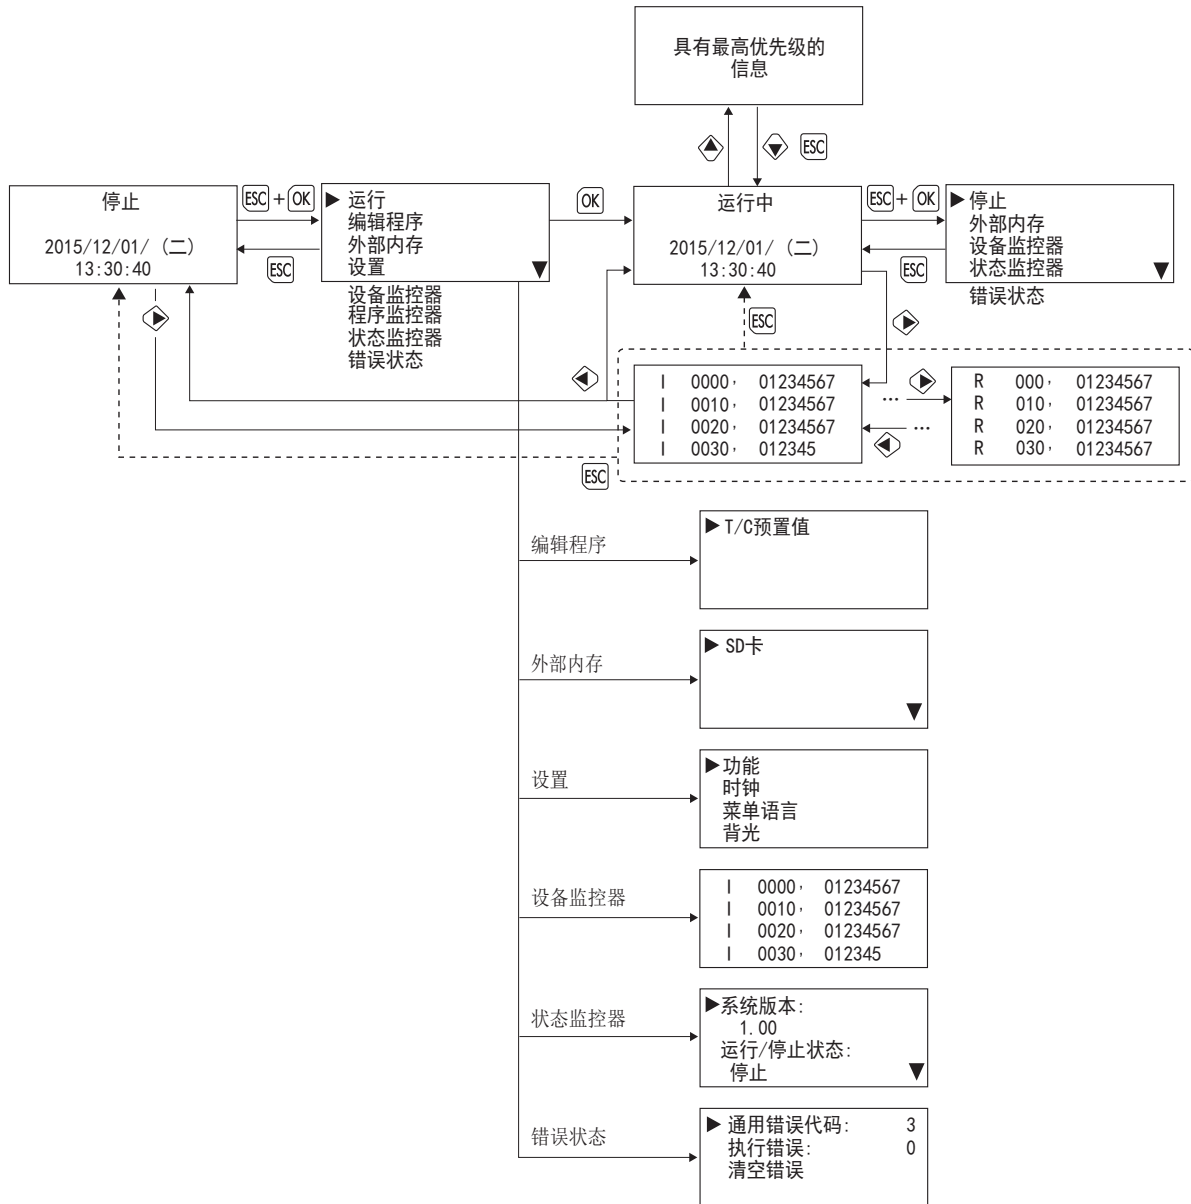 具有最高优先级的
信息
ESC
停止
2015/12/01/（二）
13:30:40
ESC + OK
ESC
▶ 运行
编辑程序
外部内存
设置 ▼
设备监控器
程序监控器
状态监控器
错误状态
OK
运行中
2015/12/01/（二）
13:30:40
ESC + OK
ESC
▶ 停止
外部内存
设备监控器
状态监控器 ▼
错误状态
ESC
I 0000, 01234567
I 0010, 01234567
I 0020, 01234567
I 0030, 012345
...
...
R 000, 01234567
R 010, 01234567
R 020, 01234567
R 030, 01234567
ESC
编辑程序
▶ T/C预置值
外部内存
▶ SD卡
▼
设置
▶功能
时钟
菜单语言
背光
设备监控器
I 0000, 01234567
I 0010, 01234567
I 0020, 01234567
I 0030, 012345
状态监控器
▶系统版本:
1.00
运行/停止状态:
停止 ▼
错误状态
▶ 通用错误代码: 3
执行错误: 0
清空错误